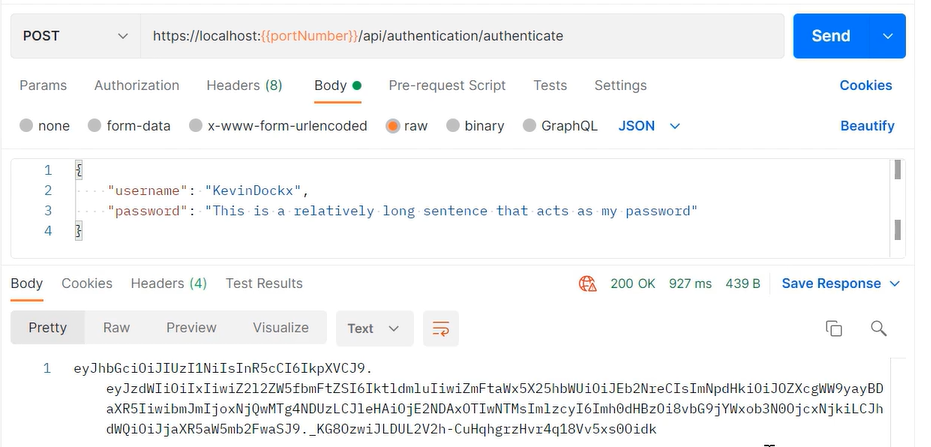 POST https://localhost:{{portNumber}}/api/authentication/authenticate Send
Params Authorization Headers (8) Body Pre-request Script Tests Settings Cookies
none form-data x-www-form-urlencoded raw binary GraphQL JSON Beautify
1 {
2 "username": "KevinDockx",
3 "password": "This is a relatively long sentence that acts as my password"
4 }
Body Cookies Headers (4) Test Results 200 OK 927 ms 439 B Save Response
Pretty Raw Preview Visualize Text
1 eyJhbGciOiJIUzI1NiIsInR5cCI6IkpXVCJ9.
eyJzdWIiOiIxIiwiZ2l2ZW5fbmFtZSI6IktldmluIiwiZmFtaWx5X25hbWUiOiJEb2NreCIsImNpdHkiOiJOZXcgWW9yayBD
aXR5IiwibmJmIjoxNjQwMTg4NDUzLCJleHAiOjE2NDAxOTIwNTMsImlzcyI6Imh0dHBzOi8vbG9jYWxob3N0OjcxNjkiLCJh
dWQiOiJjaXR5aW5mb2FwaSJ9._KG8OzwiJLDUL2V2h-CuHqhgrzHvr4q18Vv5xs0Oidk